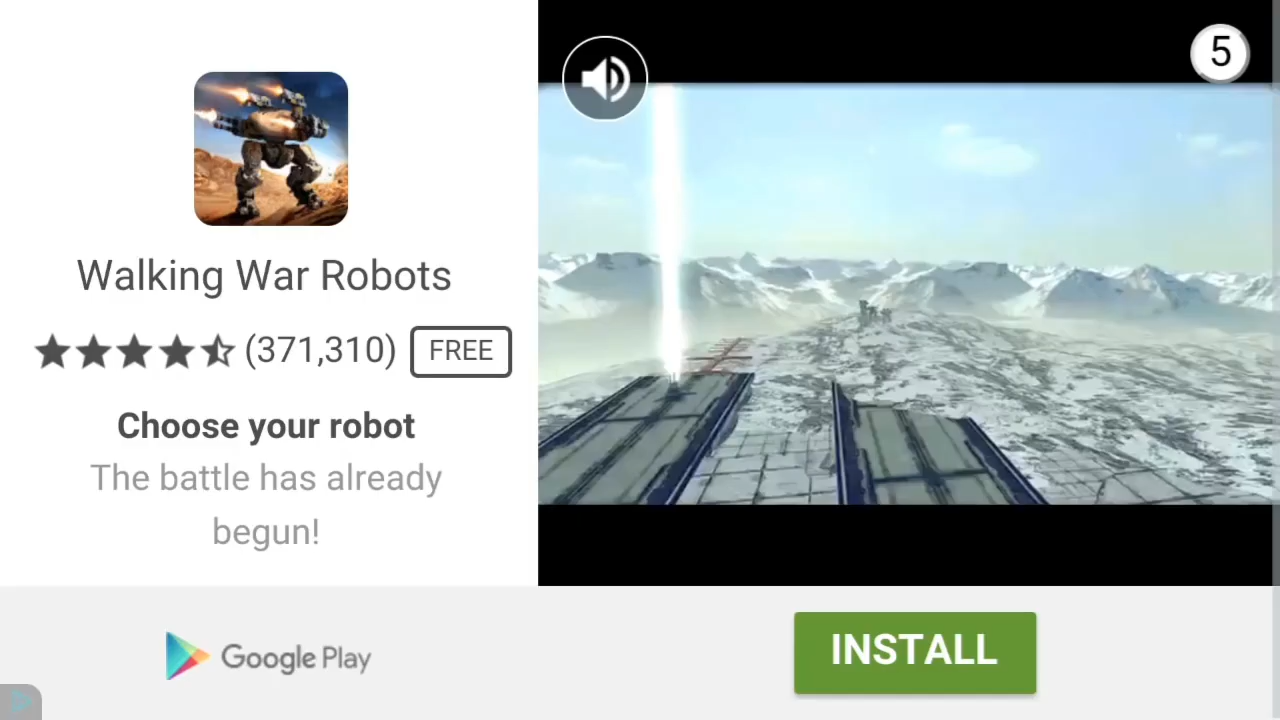 Walking War Robots
(371,310) FREE
Choose your robot
The battle has already
begun!
5
Google Play
INSTALL